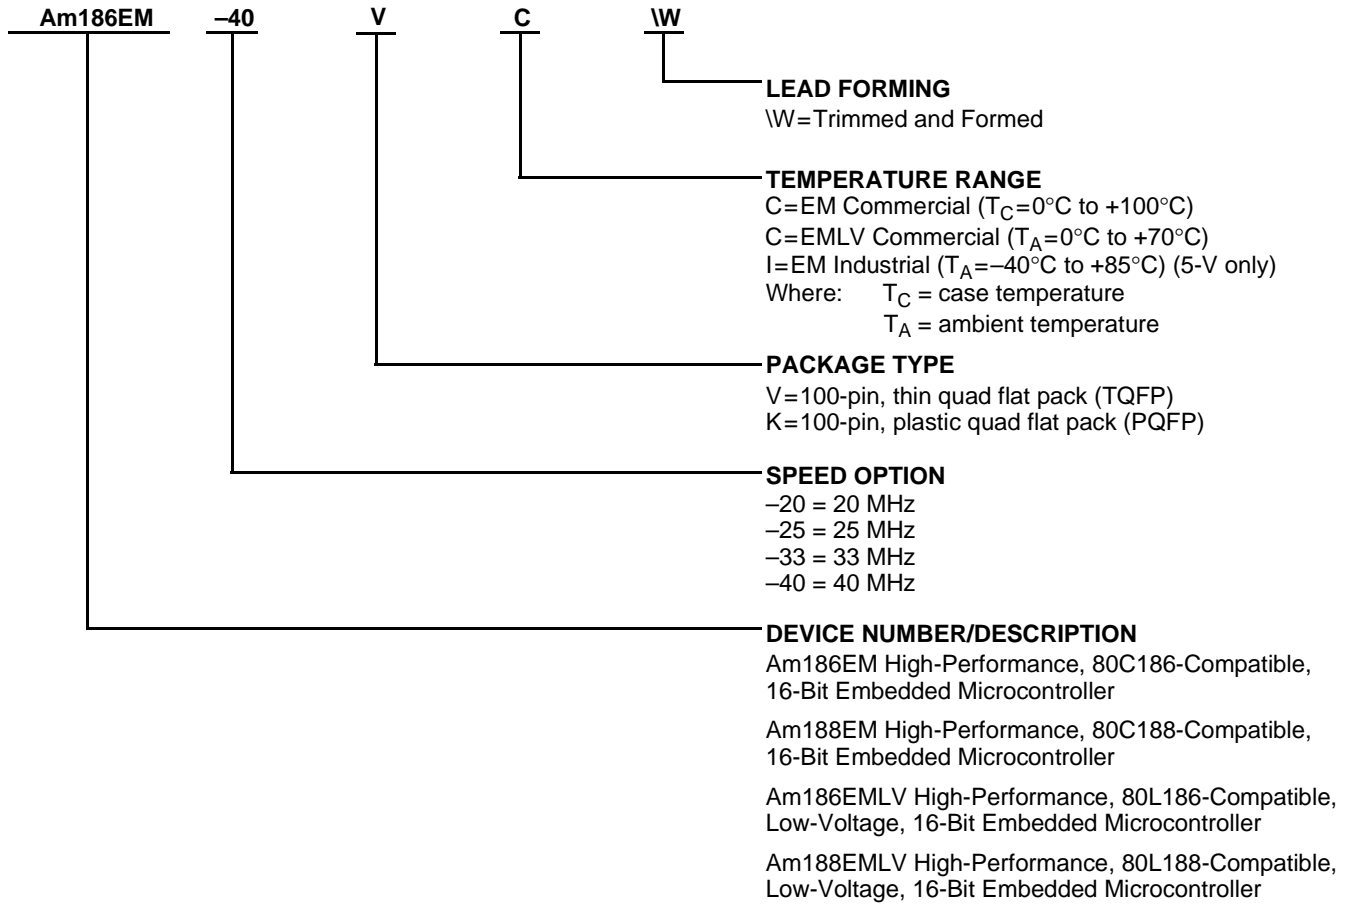 Am186EM –40 V C \W
LEAD FORMING
\W=Trimmed and Formed
TEMPERATURE RANGE
C=EM Commercial (TC=0°C to +100°C)
C=EMLV Commercial (TA=0°C to +70°C)
I=EM Industrial (TA=–40°C to +85°C) (5-V only)
Where: TC = case temperature
TA = ambient temperature
PACKAGE TYPE
V=100-pin, thin quad flat pack (TQFP)
K=100-pin, plastic quad flat pack (PQFP)
SPEED OPTION
–20 = 20 MHz
–25 = 25 MHz
–33 = 33 MHz
–40 = 40 MHz
DEVICE NUMBER/DESCRIPTION
Am186EM High-Performance, 80C186-Compatible,
16-Bit Embedded Microcontroller
Am188EM High-Performance, 80C188-Compatible,
16-Bit Embedded Microcontroller
Am186EMLV High-Performance, 80L186-Compatible,
Low-Voltage, 16-Bit Embedded Microcontroller
Am188EMLV High-Performance, 80L188-Compatible,
Low-Voltage, 16-Bit Embedded Microcontroller